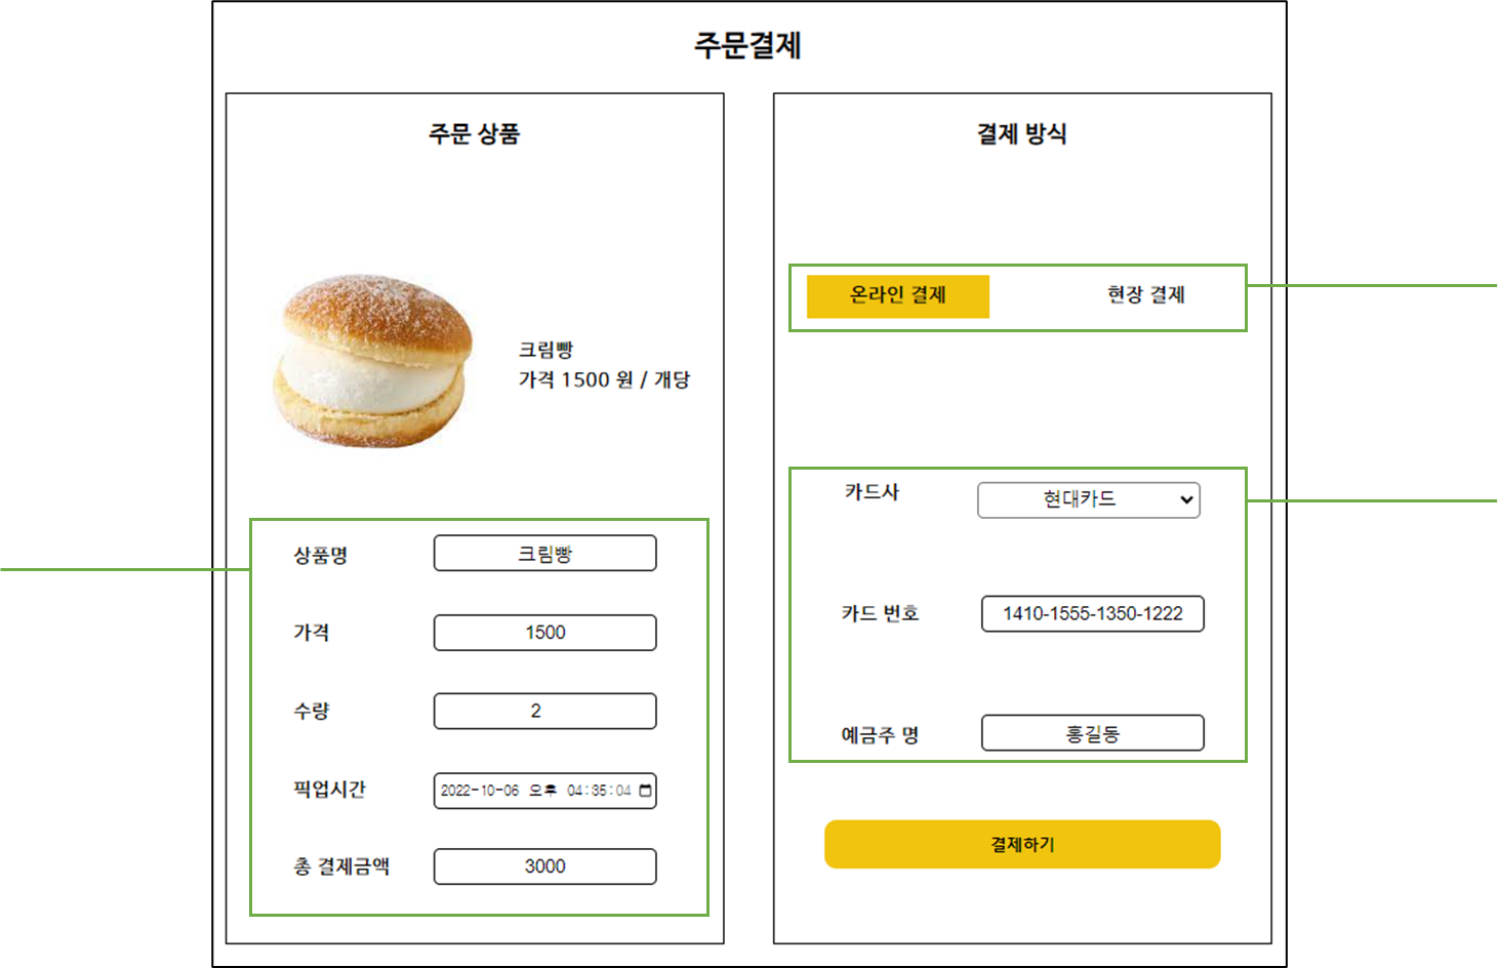 주문결제
주문 상품
크림빵
가격 1500 원 / 개당
상품명 크림빵
가격 1500
수량 2
픽업시간 2022-10-06 오후 04:35:04
총 결제금액 3000
결제 방식
온라인 결제 현장 결제
카드사 현대카드
카드 번호 1410-1555-1350-1222
예금주 명 홍길동
결제하기